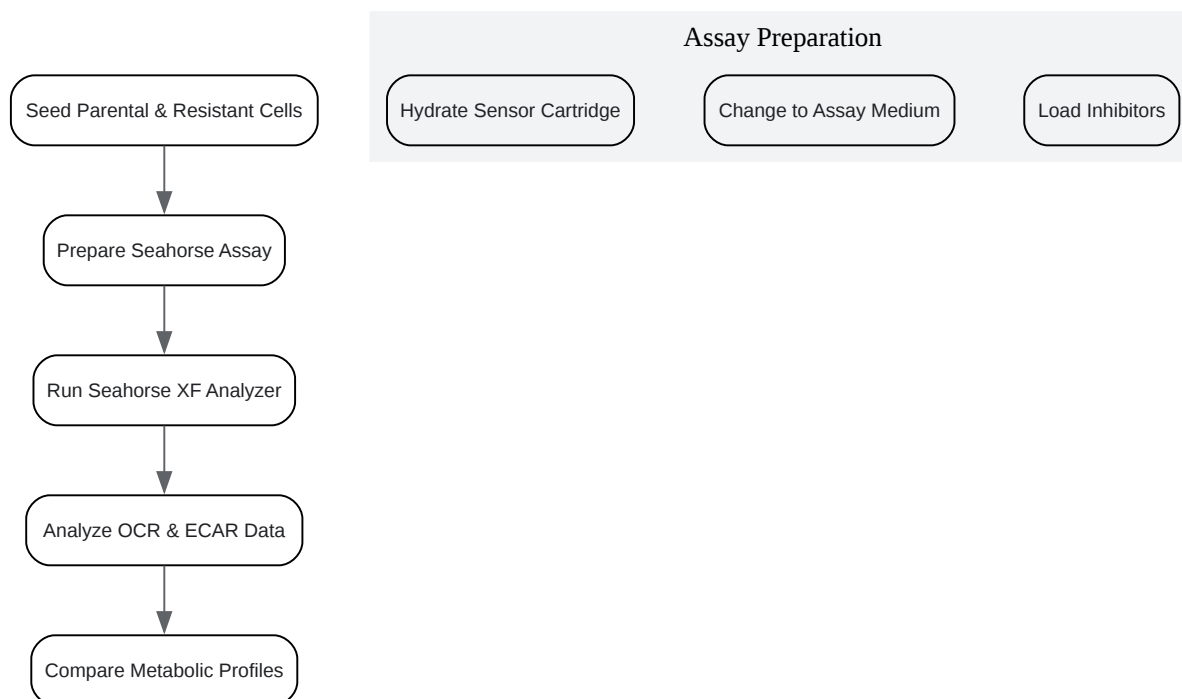 Assay Preparation
Seed Parental & Resistant Cells
Hydrate Sensor Cartridge
Change to Assay Medium
Load Inhibitors
Prepare Seahorse Assay
Run Seahorse XF Analyzer
Analyze OCR & ECAR Data
Compare Metabolic Profiles